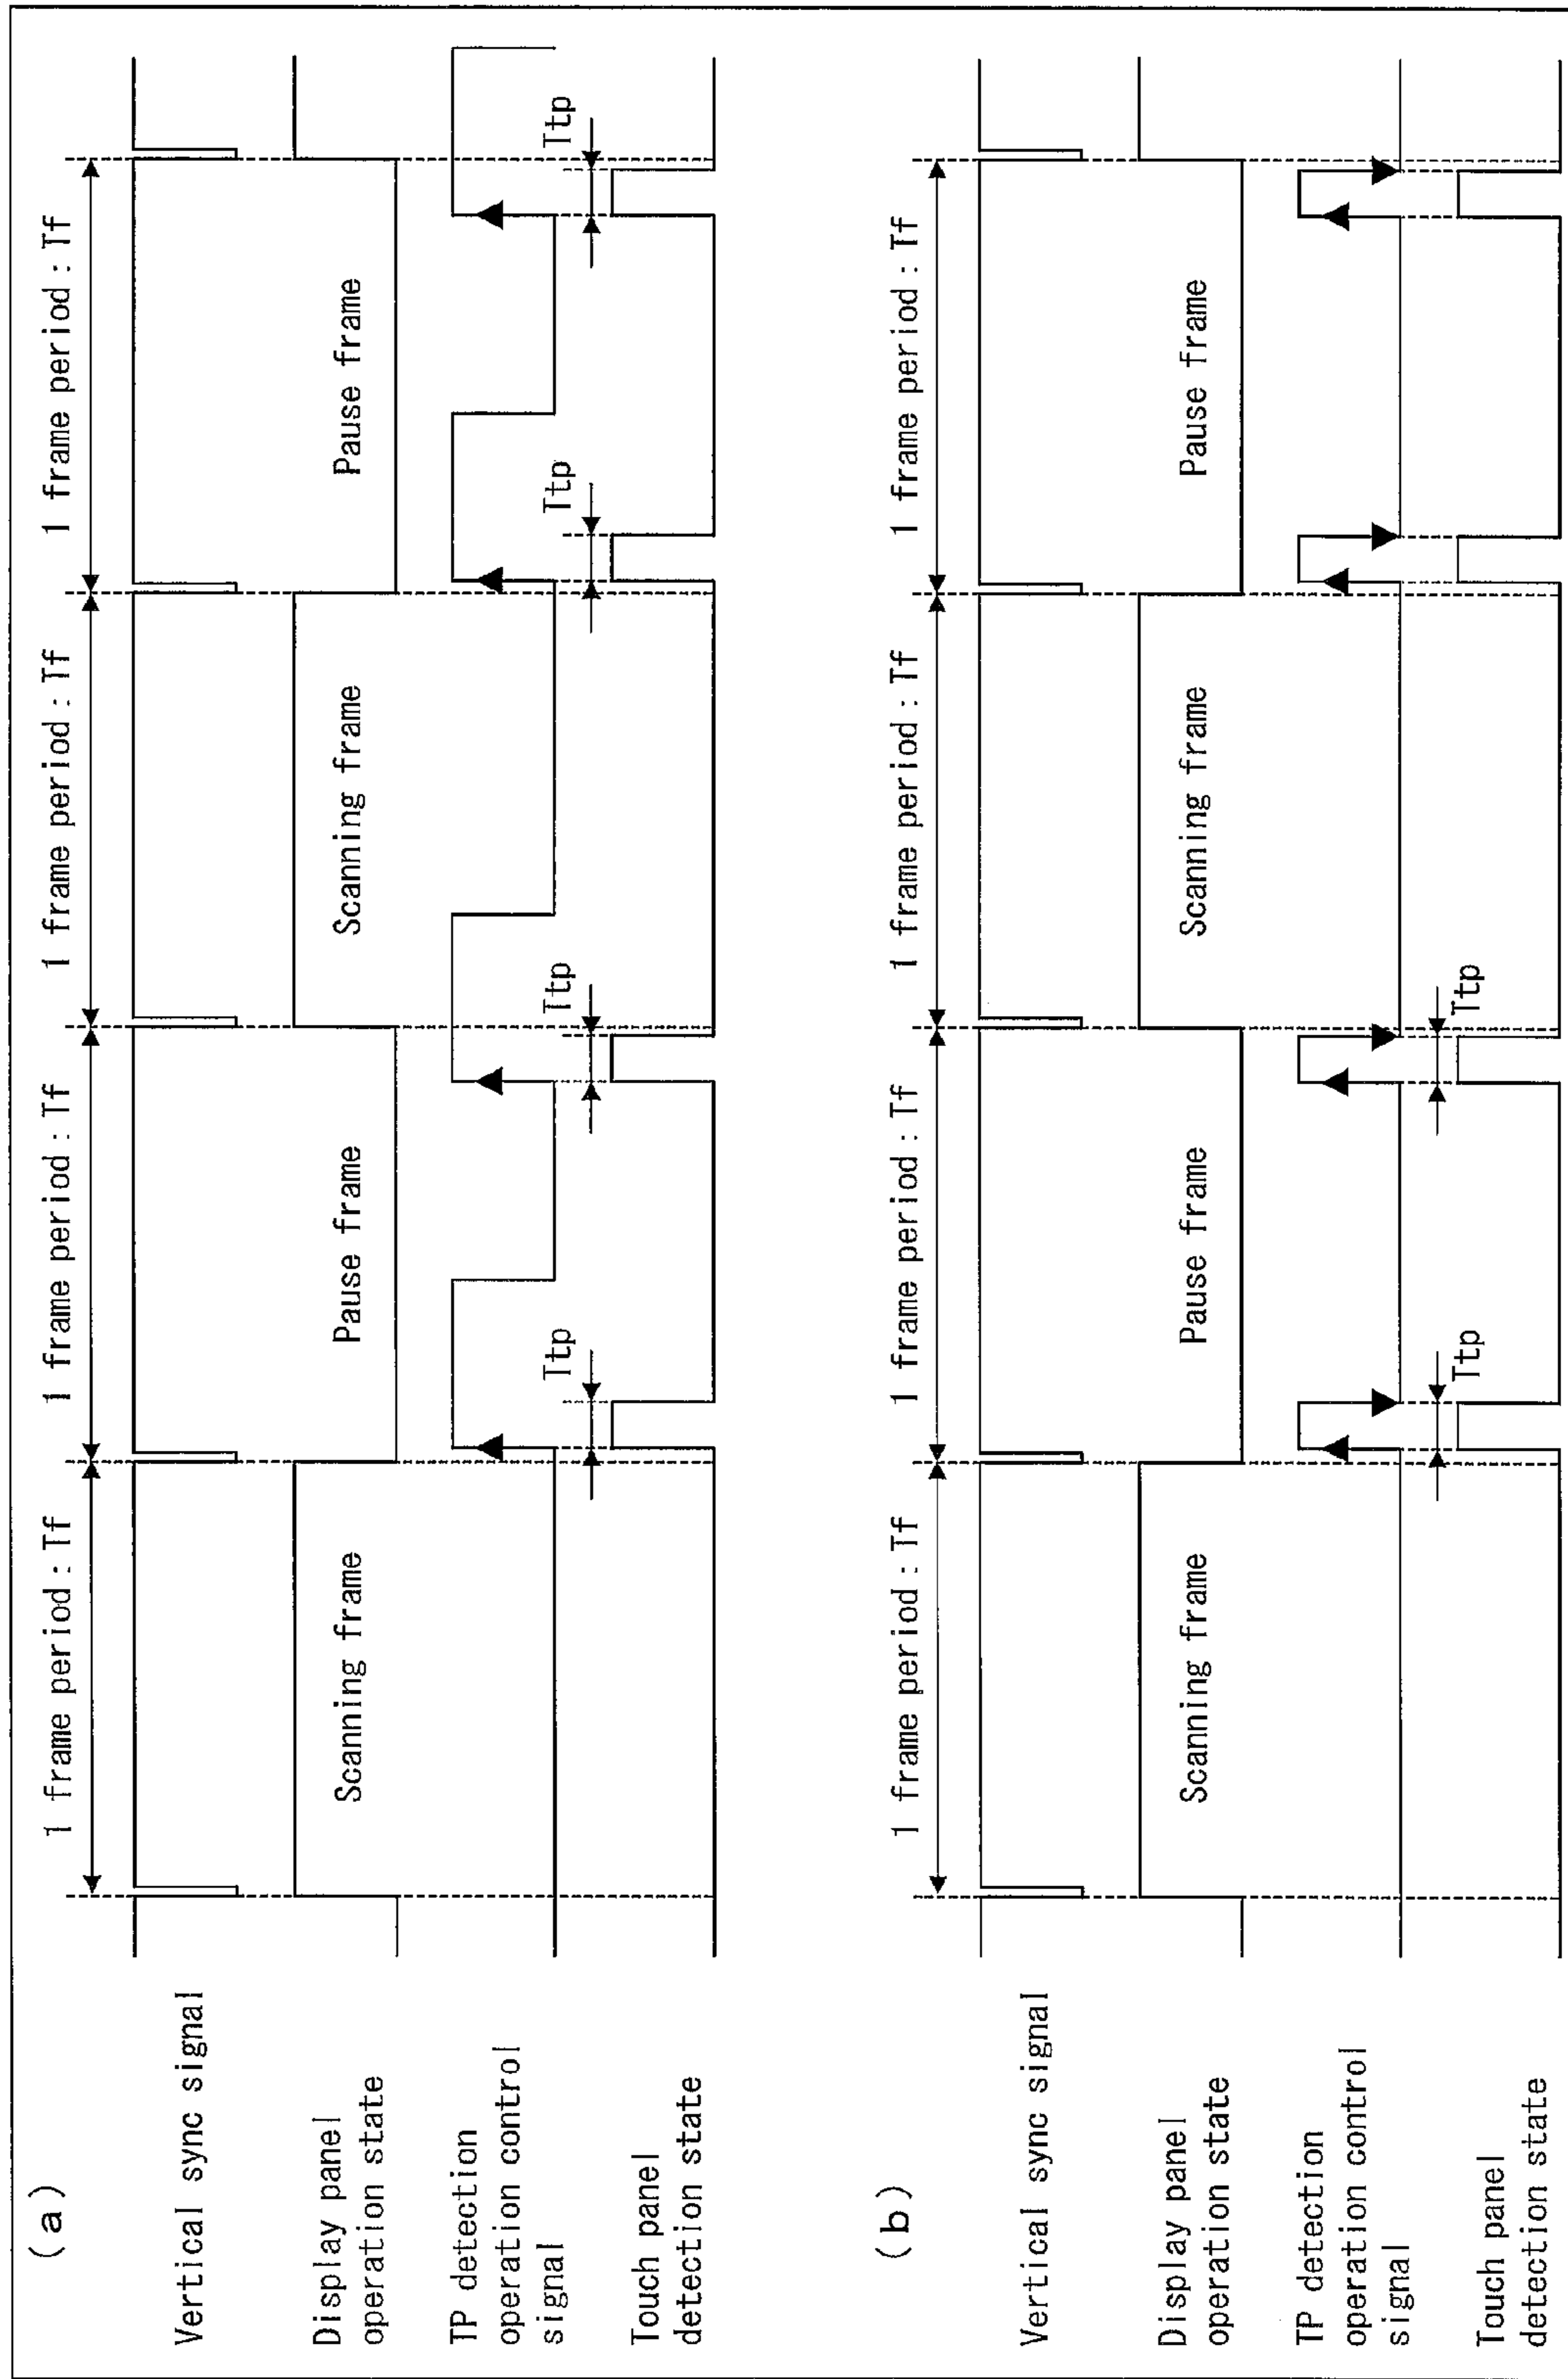 (a)
1 frame period : Tf
1 frame period : Tf
1 frame period : Tf
1 frame period : Tf
Vertical sync signal
Display panel
operation state
Scanning frame
Pause frame
Scanning frame
Pause frame
TP detection
operation control
signal
Ttp
Ttp
Ttp
Ttp
Touch panel
detection state
(b)
1 frame period : Tf
1 frame period : Tf
1 frame period : Tf
1 frame period : Tf
Vertical sync signal
Display panel
operation state
Scanning frame
Pause frame
Scanning frame
Pause frame
TP detection
operation control
signal
Ttp
Ttp
Touch panel
detection state